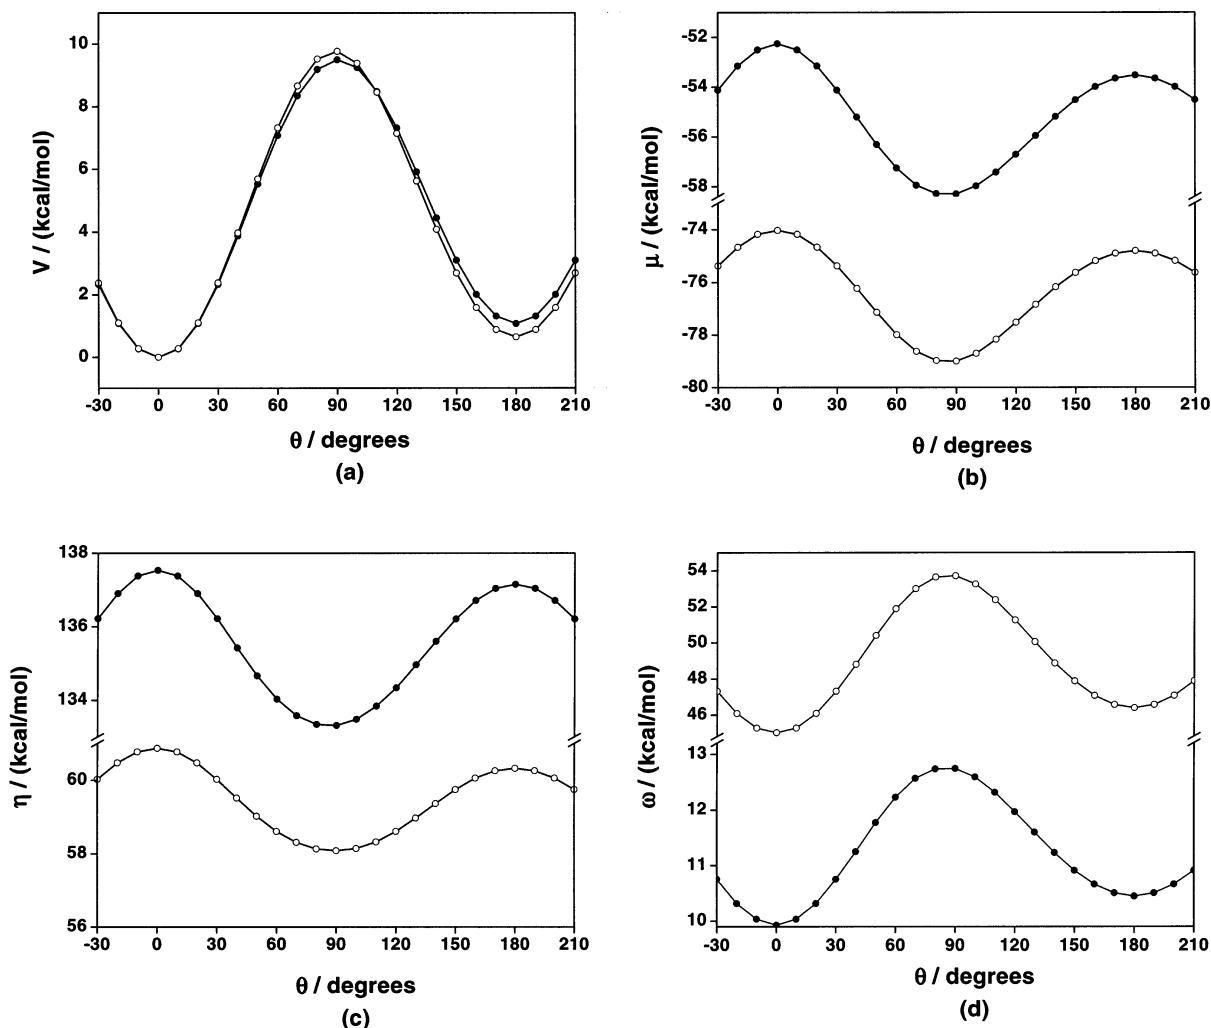 10
8
6
4
2
0
V / (kcal/mol)
-30 0 30 60 90 120 150 180 210
θ / degrees
(a)
-52
-54
-56
-58
-74
-76
-78
-80
μ / (kcal/mol)
-30 0 30 60 90 120 150 180 210
θ / degrees
(b)
138
136
134
60
58
56
η / (kcal/mol)
-30 0 30 60 90 120 150 180 210
θ / degrees
(c)
54
52
50
48
46
13
12
11
10
ω / (kcal/mol)
-30 0 30 60 90 120 150 180 210
θ / degrees
(d)